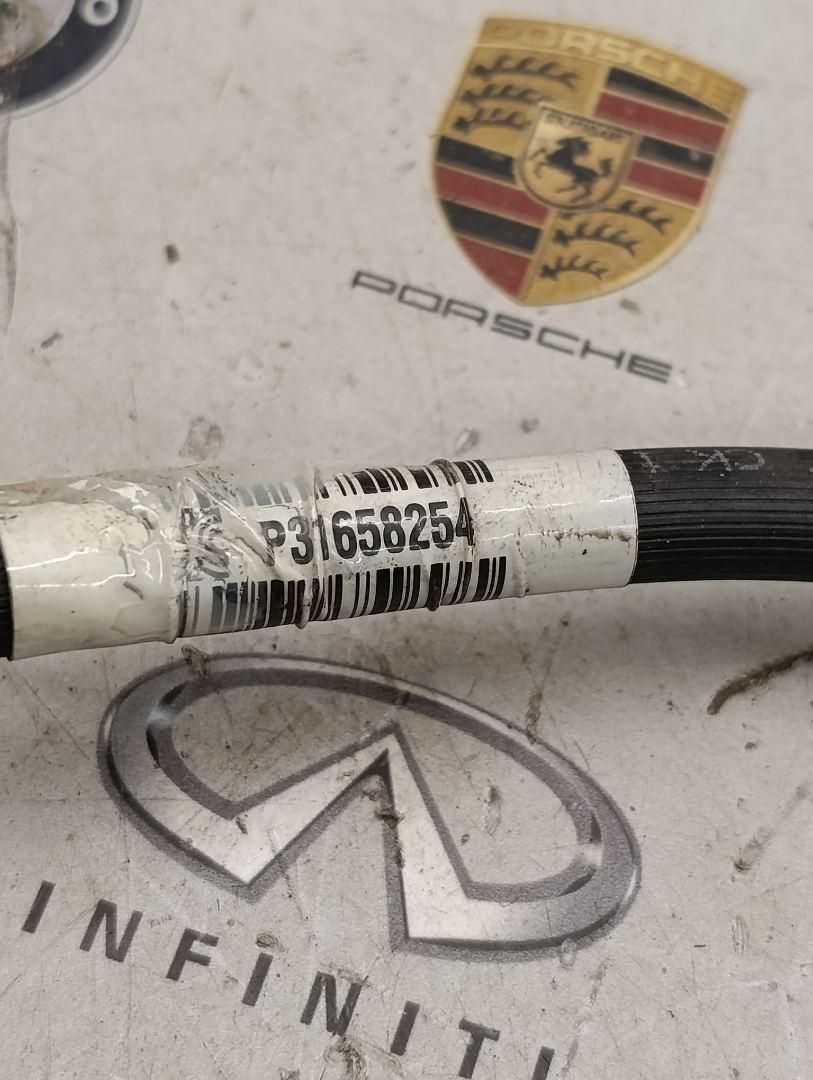 PORSCHE
PORSCHE
P31658254
INFINITI